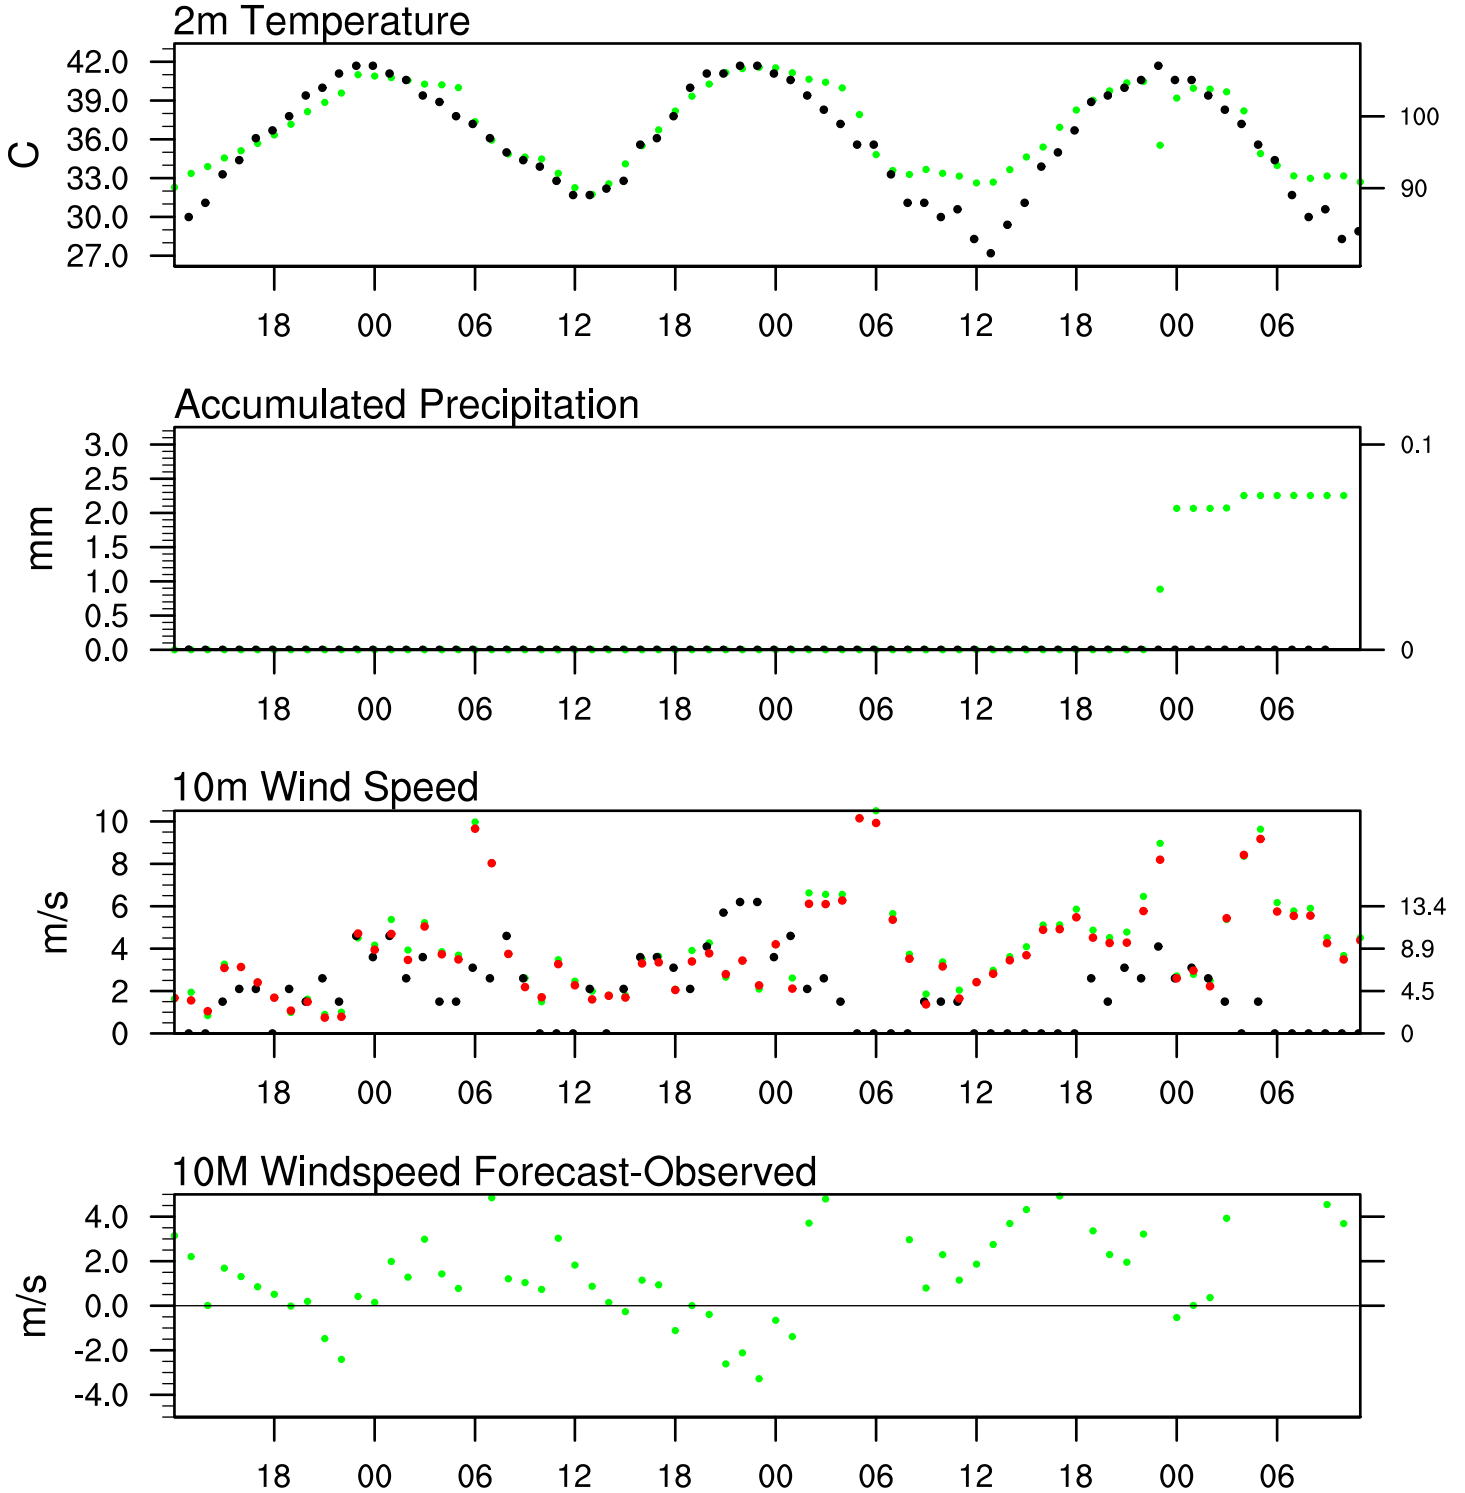 2m Temperature
42.0
39.0
36.0
33.0
30.0
27.0
C
100
90
18 00 06 12 18 00 06 12 18 00 06
Accumulated Precipitation
3.0
2.5
2.0
1.5
1.0
0.5
0.0
mm
0.1
0
18 00 06 12 18 00 06 12 18 00 06
10m Wind Speed
10
8
6
4
2
0
m/s
13.4
8.9
4.5
0
18 00 06 12 18 00 06 12 18 00 06
10M Windspeed Forecast-Observed
4.0
2.0
0.0
-2.0
-4.0
m/s
18 00 06 12 18 00 06 12 18 00 06